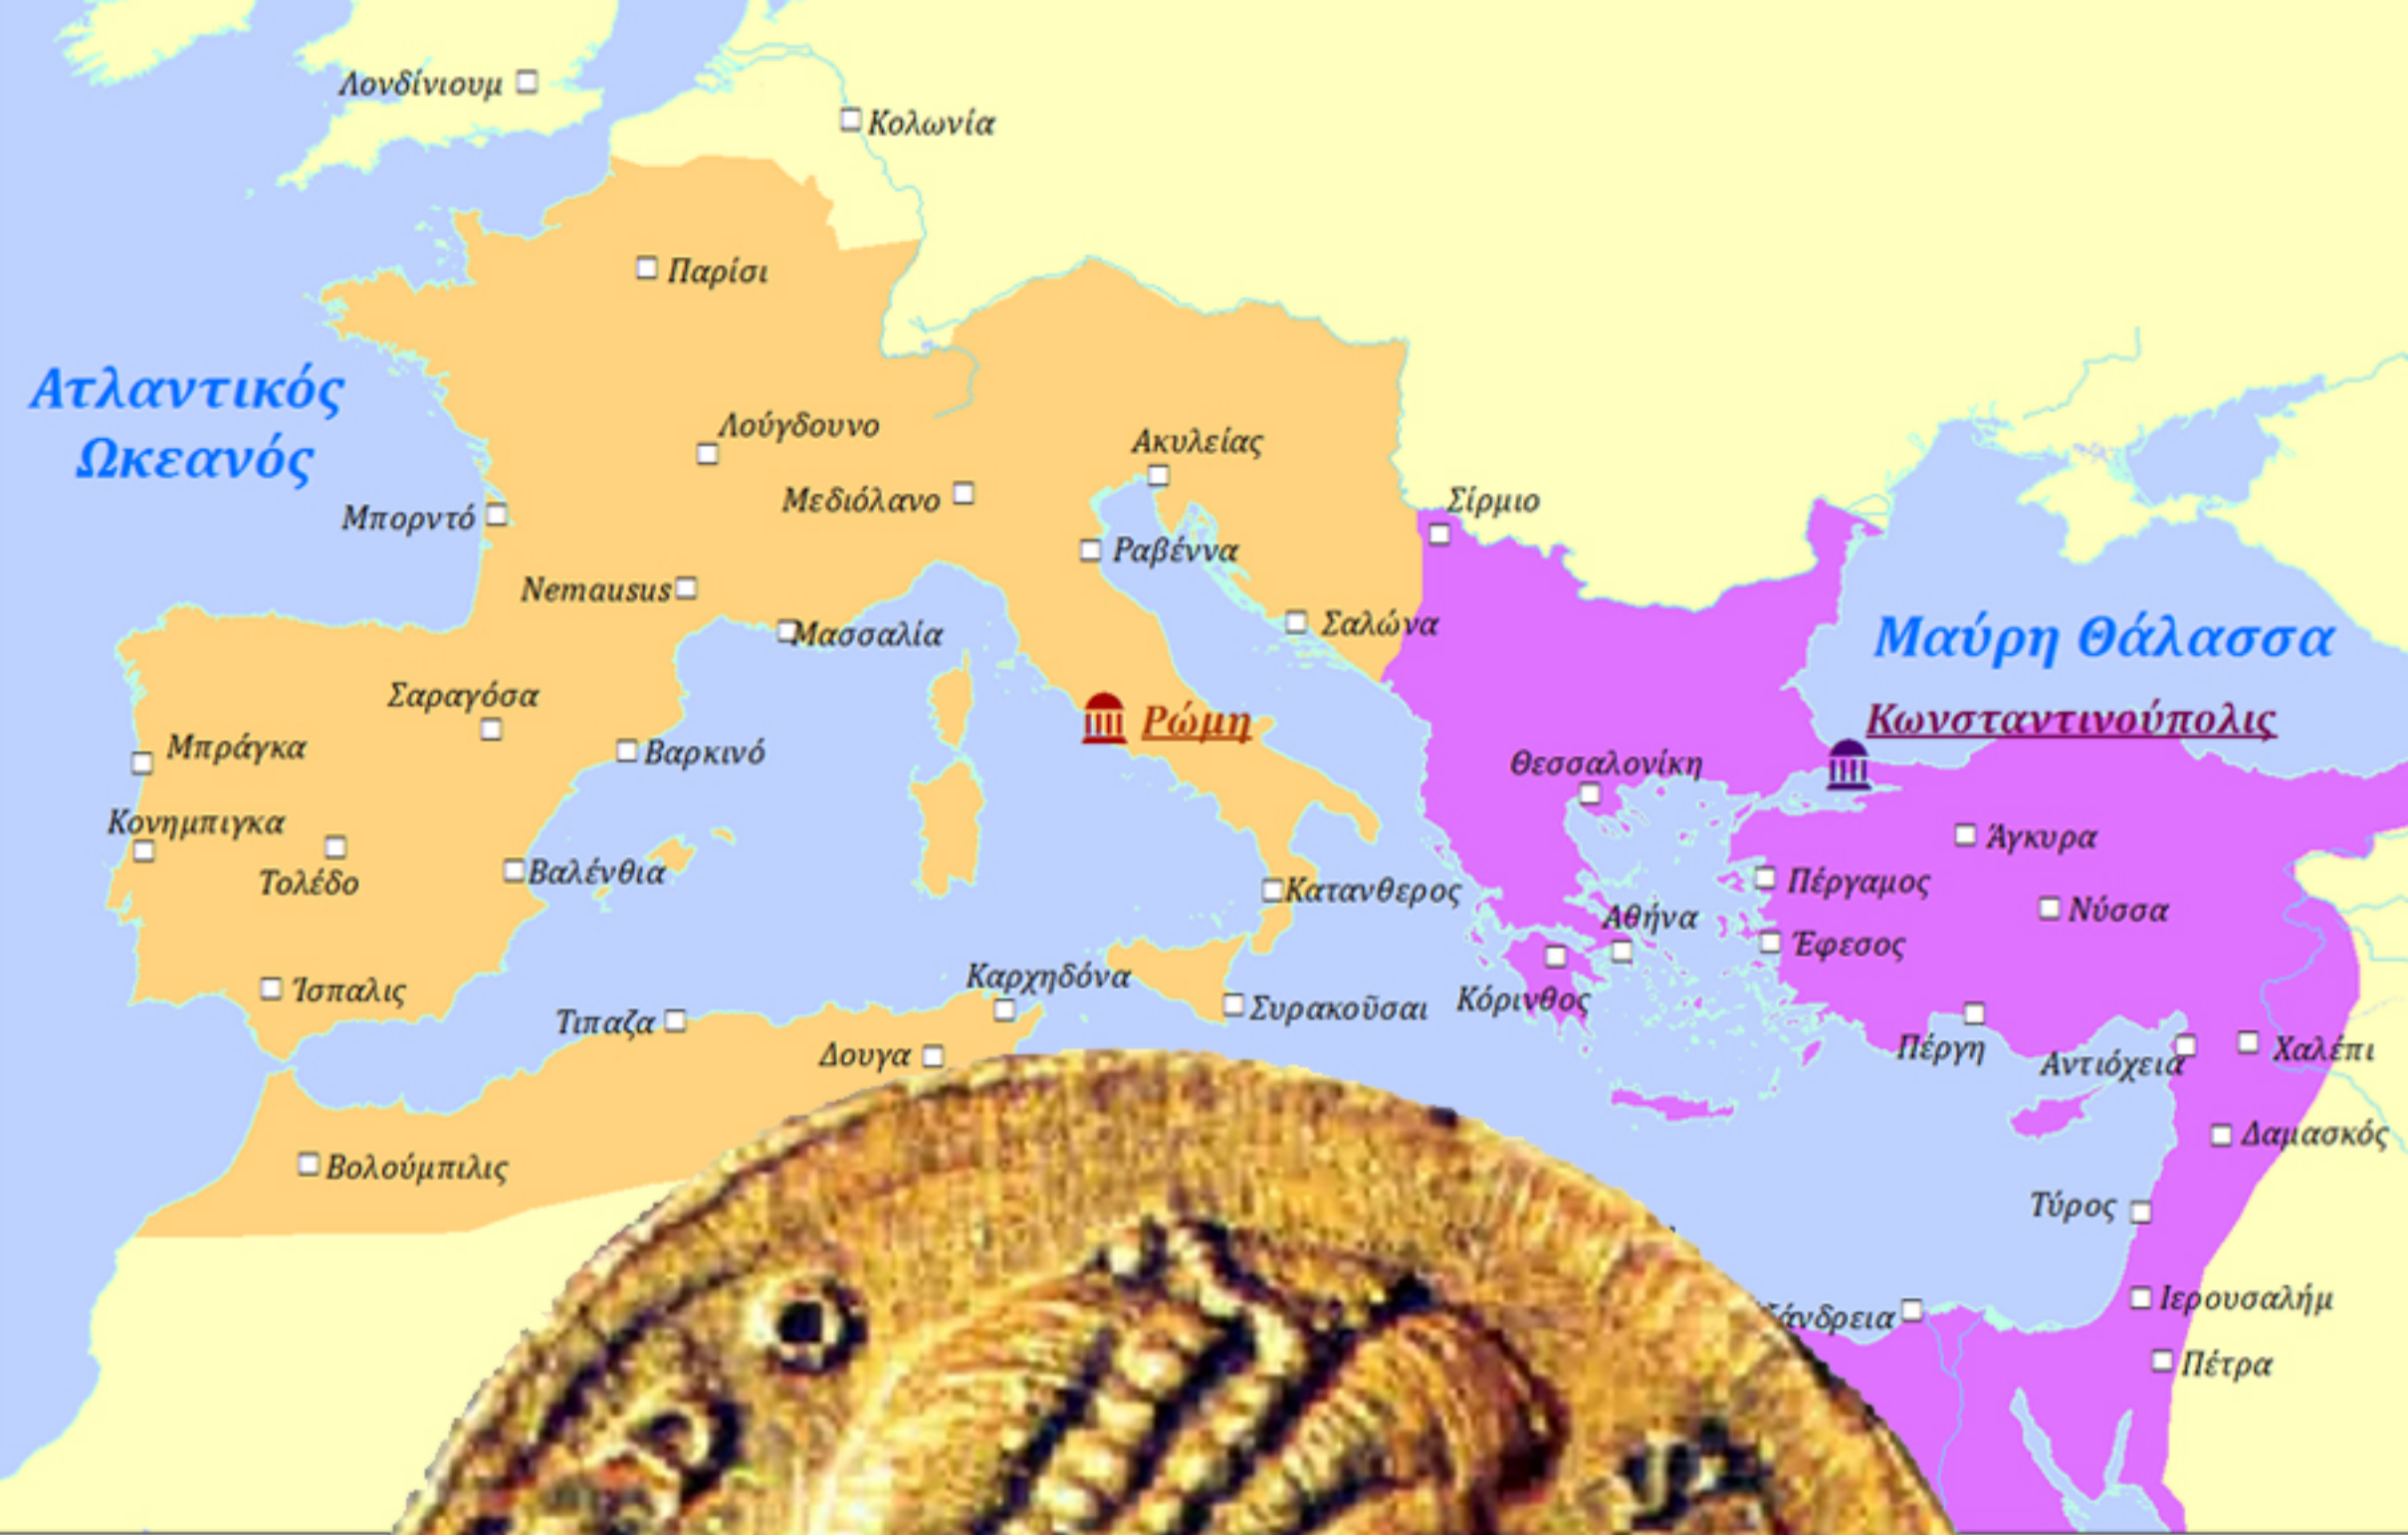 Λονδίνιουμ
Κολωνία
Παρίσι
Ατλαντικός
Ωκεανός
Λούγδουνο
Ακυλείας
Μεδιόλανο
Σίρμιο
Μπορντό
Ραβέννα
Nemausus
Μασσαλία
Σαλώνα
Μαύρη Θάλασσα
Σαραγόσα
Ρώμη
Κωνσταντινούπολις
Μπράγκα
Βαρκινό
Θεσσαλονίκη
Κονημπιγκα
Άγκυρα
Τολέδο
Βαλένθια
Κατανθερος
Πέργαμος
Νύσσα
Αθήνα
Έφεσος
Ίσπαλις
Καρχηδόνα
Συρακοῦσαι
Κόρινθος
Τιπαζα
Δουγα
Πέργη
Αντιόχεια
Χαλέπι
Βολούμπιλις
Δαμασκός
Τύρος
Ιερουσαλήμ
άνδρεια
Πέτρα